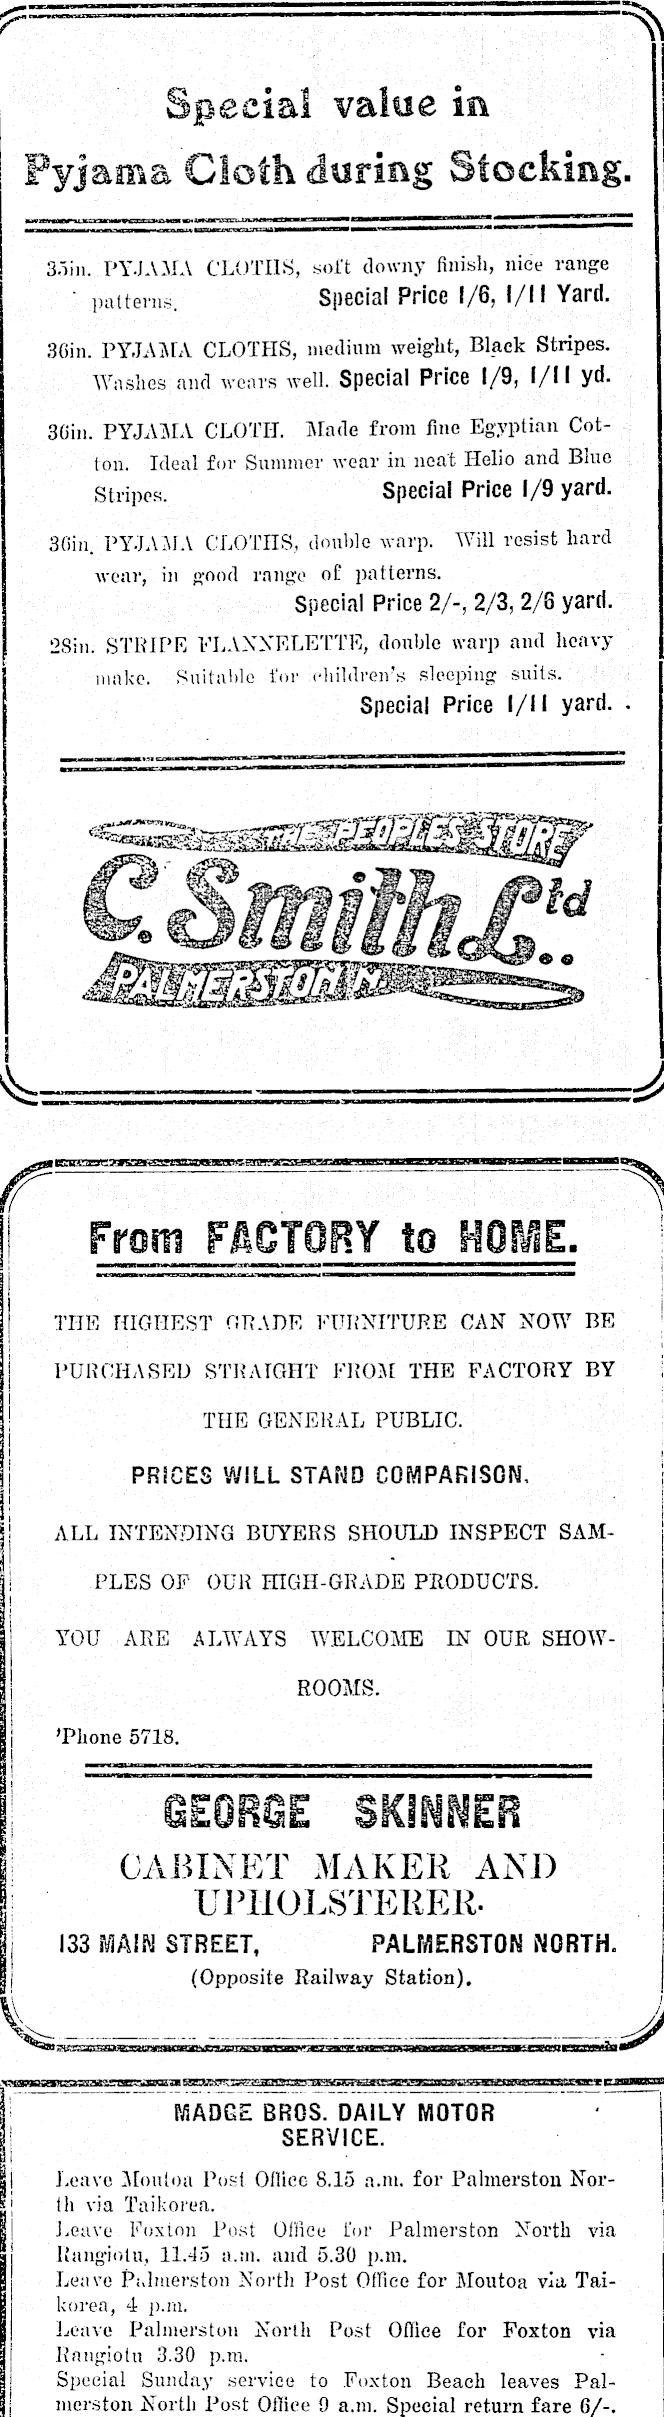 Special value in
Pyjama Cloth during Stocking.
35in. PYJAMA CLOTHS, soft downy finish, nice range
patterns. Special Price 1/6, 1/11 Yard.
36in. PYJAMA CLOTHS, medium weight, Black Stripes.
Washes and wears well. Special Price 1/9, 1/11 yd.
36in. PYJAMA CLOTH. Made from fine Egyptian Cot-
ton. Ideal for Summer wear in neat Helio and Blue
Stripes. Special Price 1/9 yard.
36in. PYJAMA CLOTHS, double warp. Will resist hard
wear, in good range of patterns.
Special Price 2/-, 2/3, 2/6 yard.
28in. STRIPE FLANNELETTE, double warp and heavy
make. Suitable for children's sleeping suits.
Special Price 1/11 yard.
THE PEOPLES STORE
C. Smith Ltd..
PALMERSTON N.
From FACTORY to HOME.
THE HIGHEST GRADE FURNITURE CAN NOW BE
PURCHASED STRAIGHT FROM THE FACTORY BY
THE GENERAL PUBLIC.
PRICES WILL STAND COMPARISON.
ALL INTENDING BUYERS SHOULD INSPECT SAM-
PLES OF OUR HIGH-GRADE PRODUCTS.
YOU ARE ALWAYS WELCOME IN OUR SHOW-
ROOMS.
'Phone 5718.
GEORGE SKINNER
CABINET MAKER AND
UPHOLSTERER.
133 MAIN STREET, PALMERSTON NORTH.
(Opposite Railway Station).
MADGE BROS. DAILY MOTOR
SERVICE.
Leave Moutoa Post Office 8.15 a.m. for Palmerston Nor-
th via Taikorea.
Leave Foxton Post Office for Palmerston North via
Rangiotu, 11.45 a.m. and 5.30 p.m.
Leave Palmerston North Post Office for Moutoa via Tai-
korea, 4 p.m.
Leave Palmerston North Post Office for Foxton via
Rangiotu 3.30 p.m.
Special Sunday service to Foxton Beach leaves Pal-
merston North Post Office 9 a.m. Special return fare 6/-.